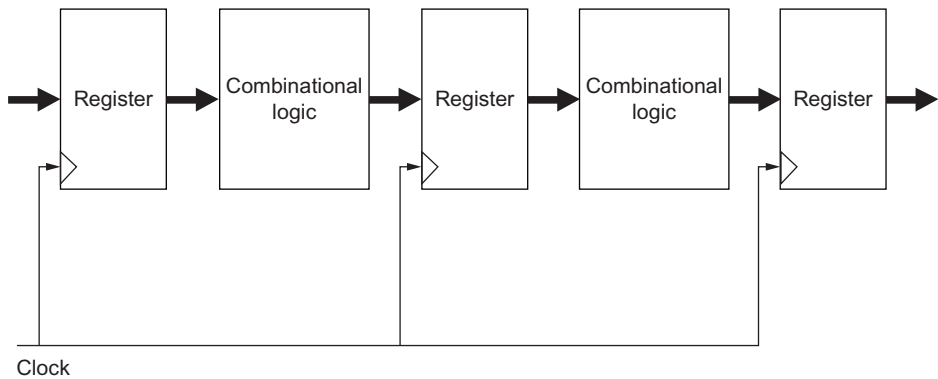 Register
Combinational
logic
Register
Combinational
logic
Register
Clock